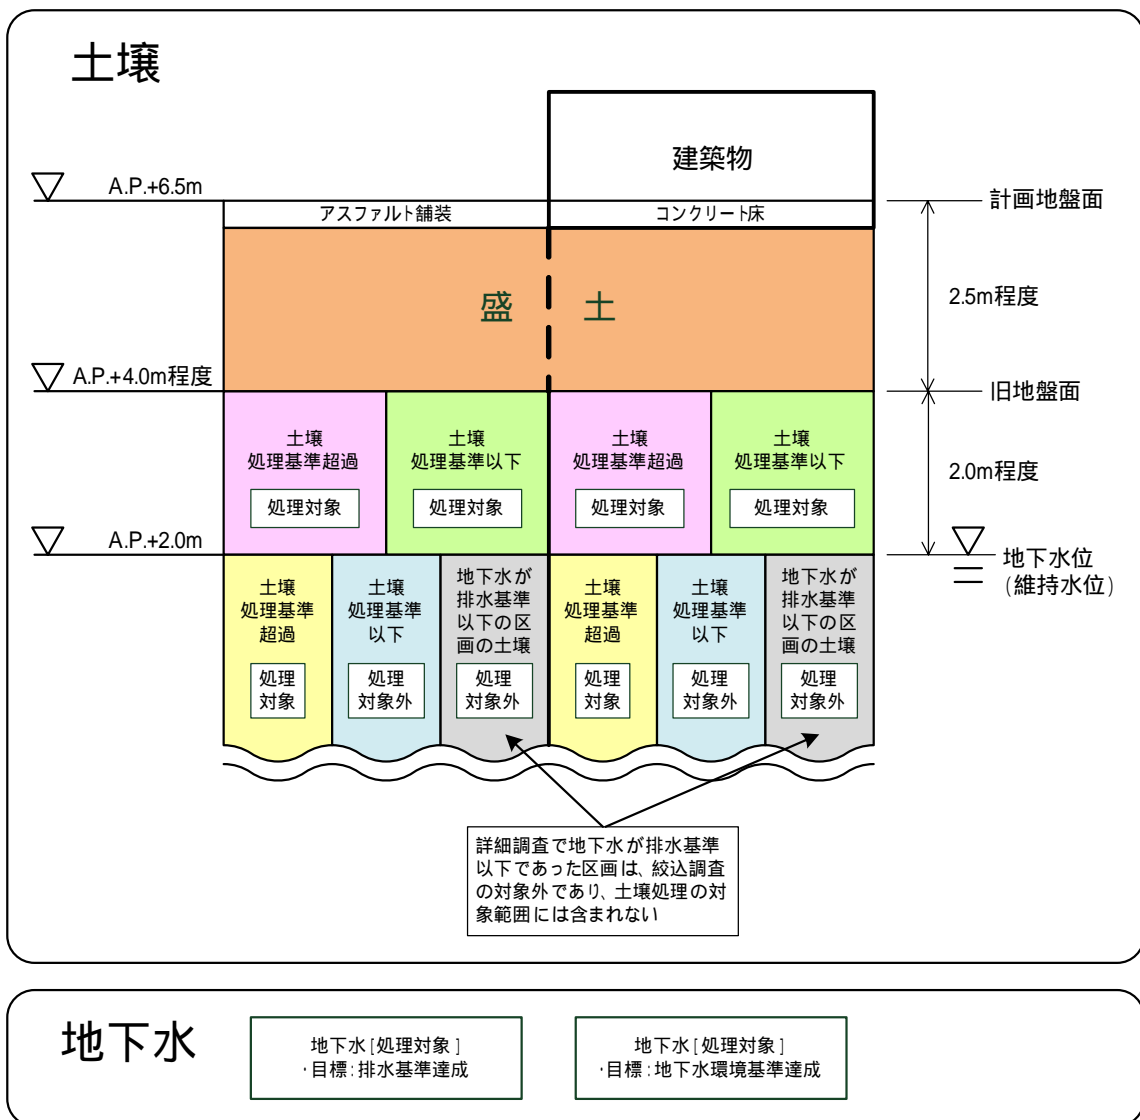 土壌
建築物
A.P.+6.5m
計画地盤面
アスファルト舗装
コンクリート床
2.5m程度
盛土
A.P.+4.0m程度
旧地盤面
土壌
処理基準超過
処理対象
土壌
処理基準以下
処理対象
土壌
処理基準超過
処理対象
土壌
処理基準以下
処理対象
2.0m程度
A.P.+2.0m
地下水位
(維持水位)
土壌
処理基準
超過
処理
対象
土壌
処理基準
以下
処理
対象外
地下水が
排水基準
以下の区
画の土壌
処理
対象外
土壌
処理基準
超過
処理
対象
土壌
処理基準
以下
処理
対象外
地下水が
排水基準
以下の区
画の土壌
処理
対象外
詳細調査で地下水が排水基準
以下であった区画は、絞込調査
の対象外であり、土壌処理の対
象範囲には含まれない
地下水
地下水[処理対象]
・目標:排水基準達成
地下水[処理対象]
・目標:地下水環境基準達成